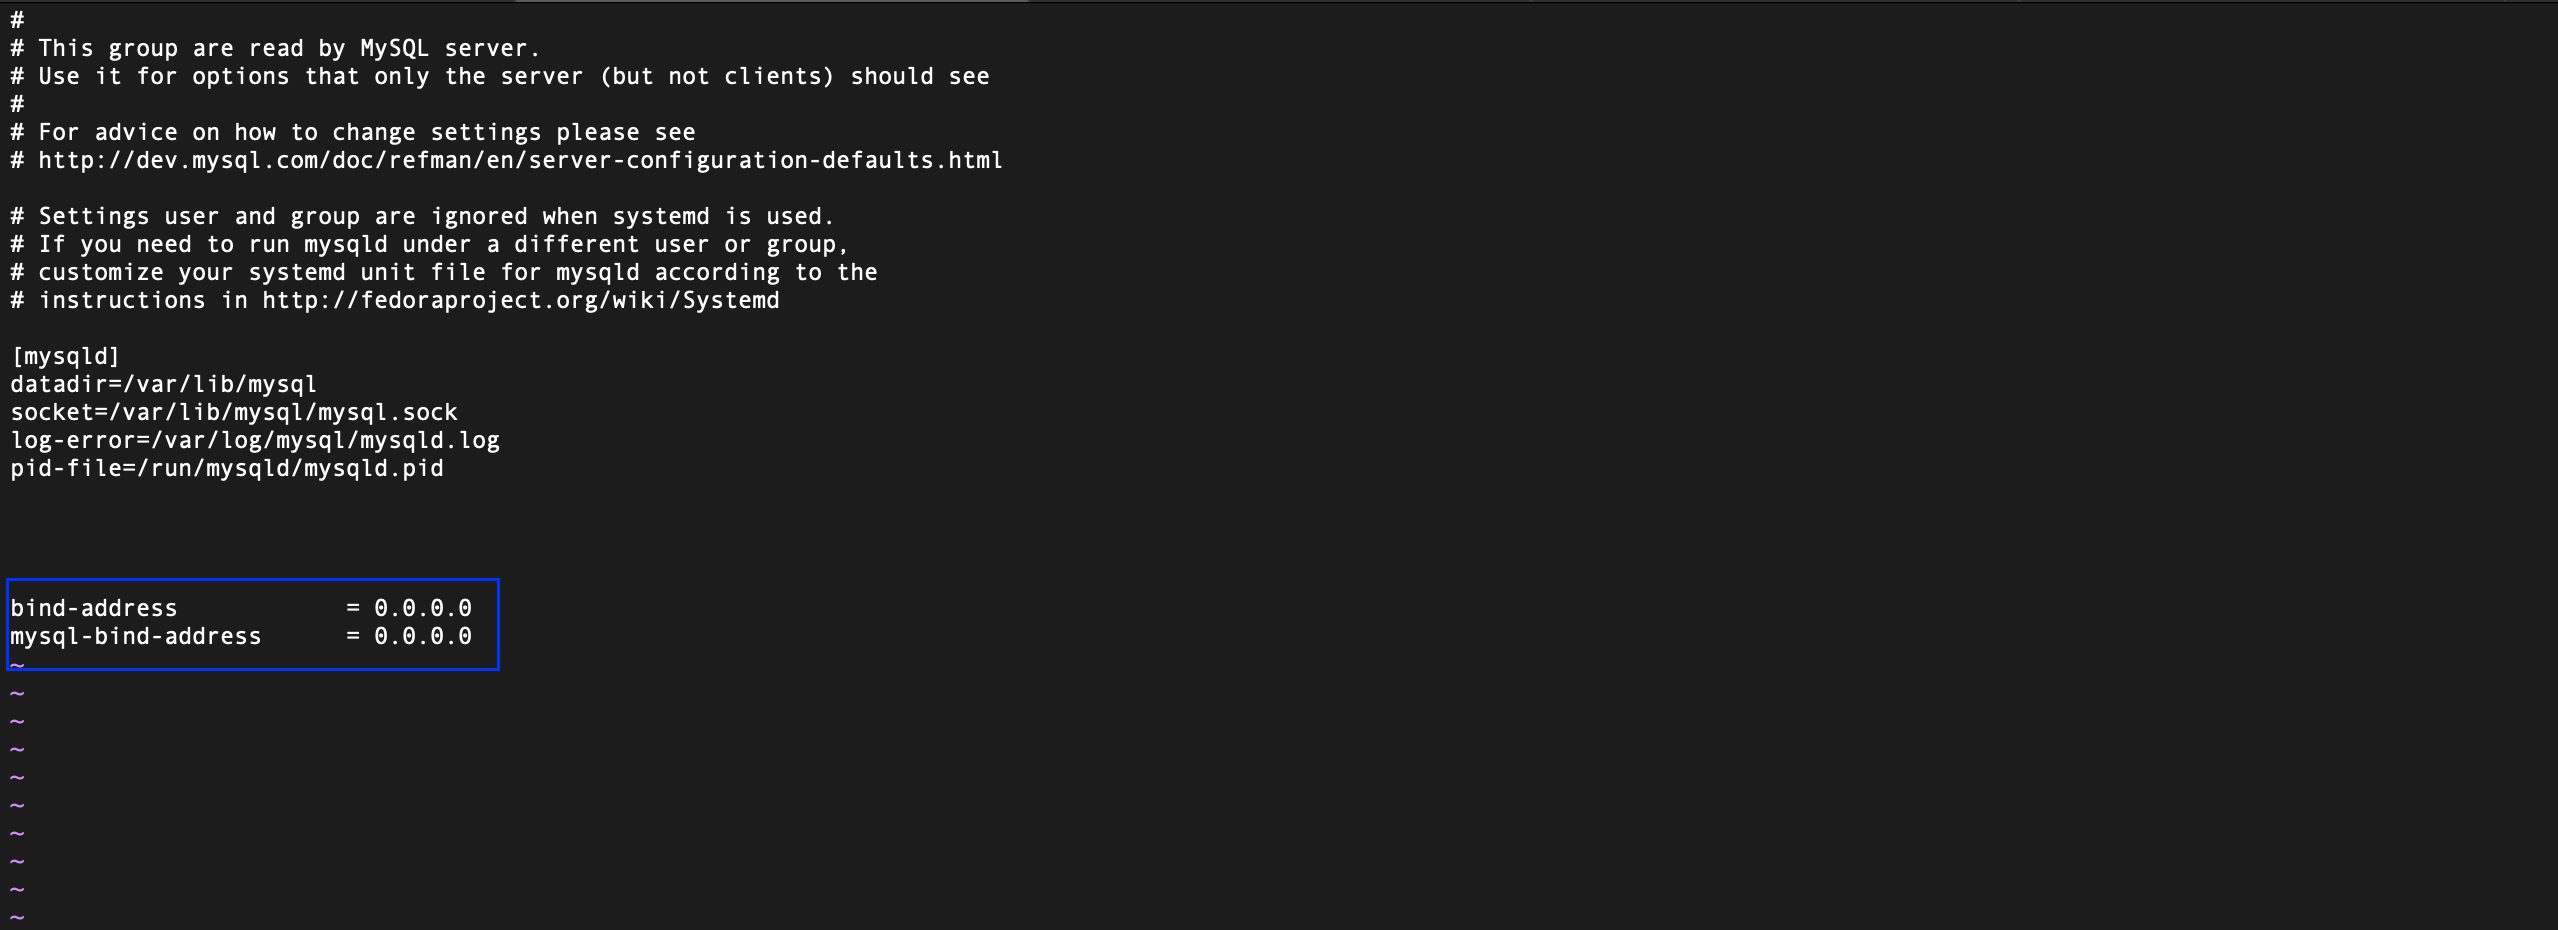 #
# This group are read by MySQL server.
# Use it for options that only the server (but not clients) should see
#
# For advice on how to change settings please see
# http://dev.mysql.com/doc/refman/en/server-configuration-defaults.html
# Settings user and group are ignored when systemd is used.
# If you need to run mysqld under a different user or group,
# customize your systemd unit file for mysqld according to the
# instructions in http://fedoraproject.org/wiki/Systemd
[mysqld]
datadir=/var/lib/mysql
socket=/var/lib/mysql/mysql.sock
log-error=/var/log/mysql/mysqld.log
pid-file=/run/mysqld/mysqld.pid
bind-address            = 0.0.0.0
mysql-bind-address      = 0.0.0.0
~
~
~
~
~
~
~
~
~
~